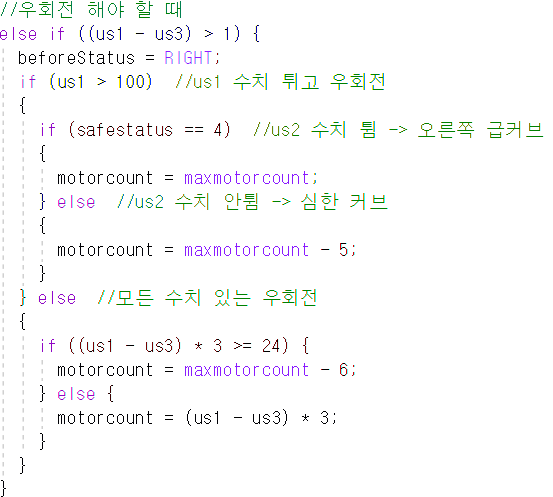 //우회전 해야 할 때
else if ((us1 - us3) > 1) {
beforeStatus = RIGHT;
if (us1 > 100) //us1 수치 튀고 우회전
{
if (safestatus == 4) //us2 수치 튐 -> 오른쪽 급커브
{
motorcount = maxmotorcount;
} else //us2 수치 안튐 -> 심한 커브
{
motorcount = maxmotorcount - 5;
}
} else //모든 수치 있는 우회전
{
if ((us1 - us3) * 3 >= 24) {
motorcount = maxmotorcount - 6;
} else {
motorcount = (us1 - us3) * 3;
}
}
}